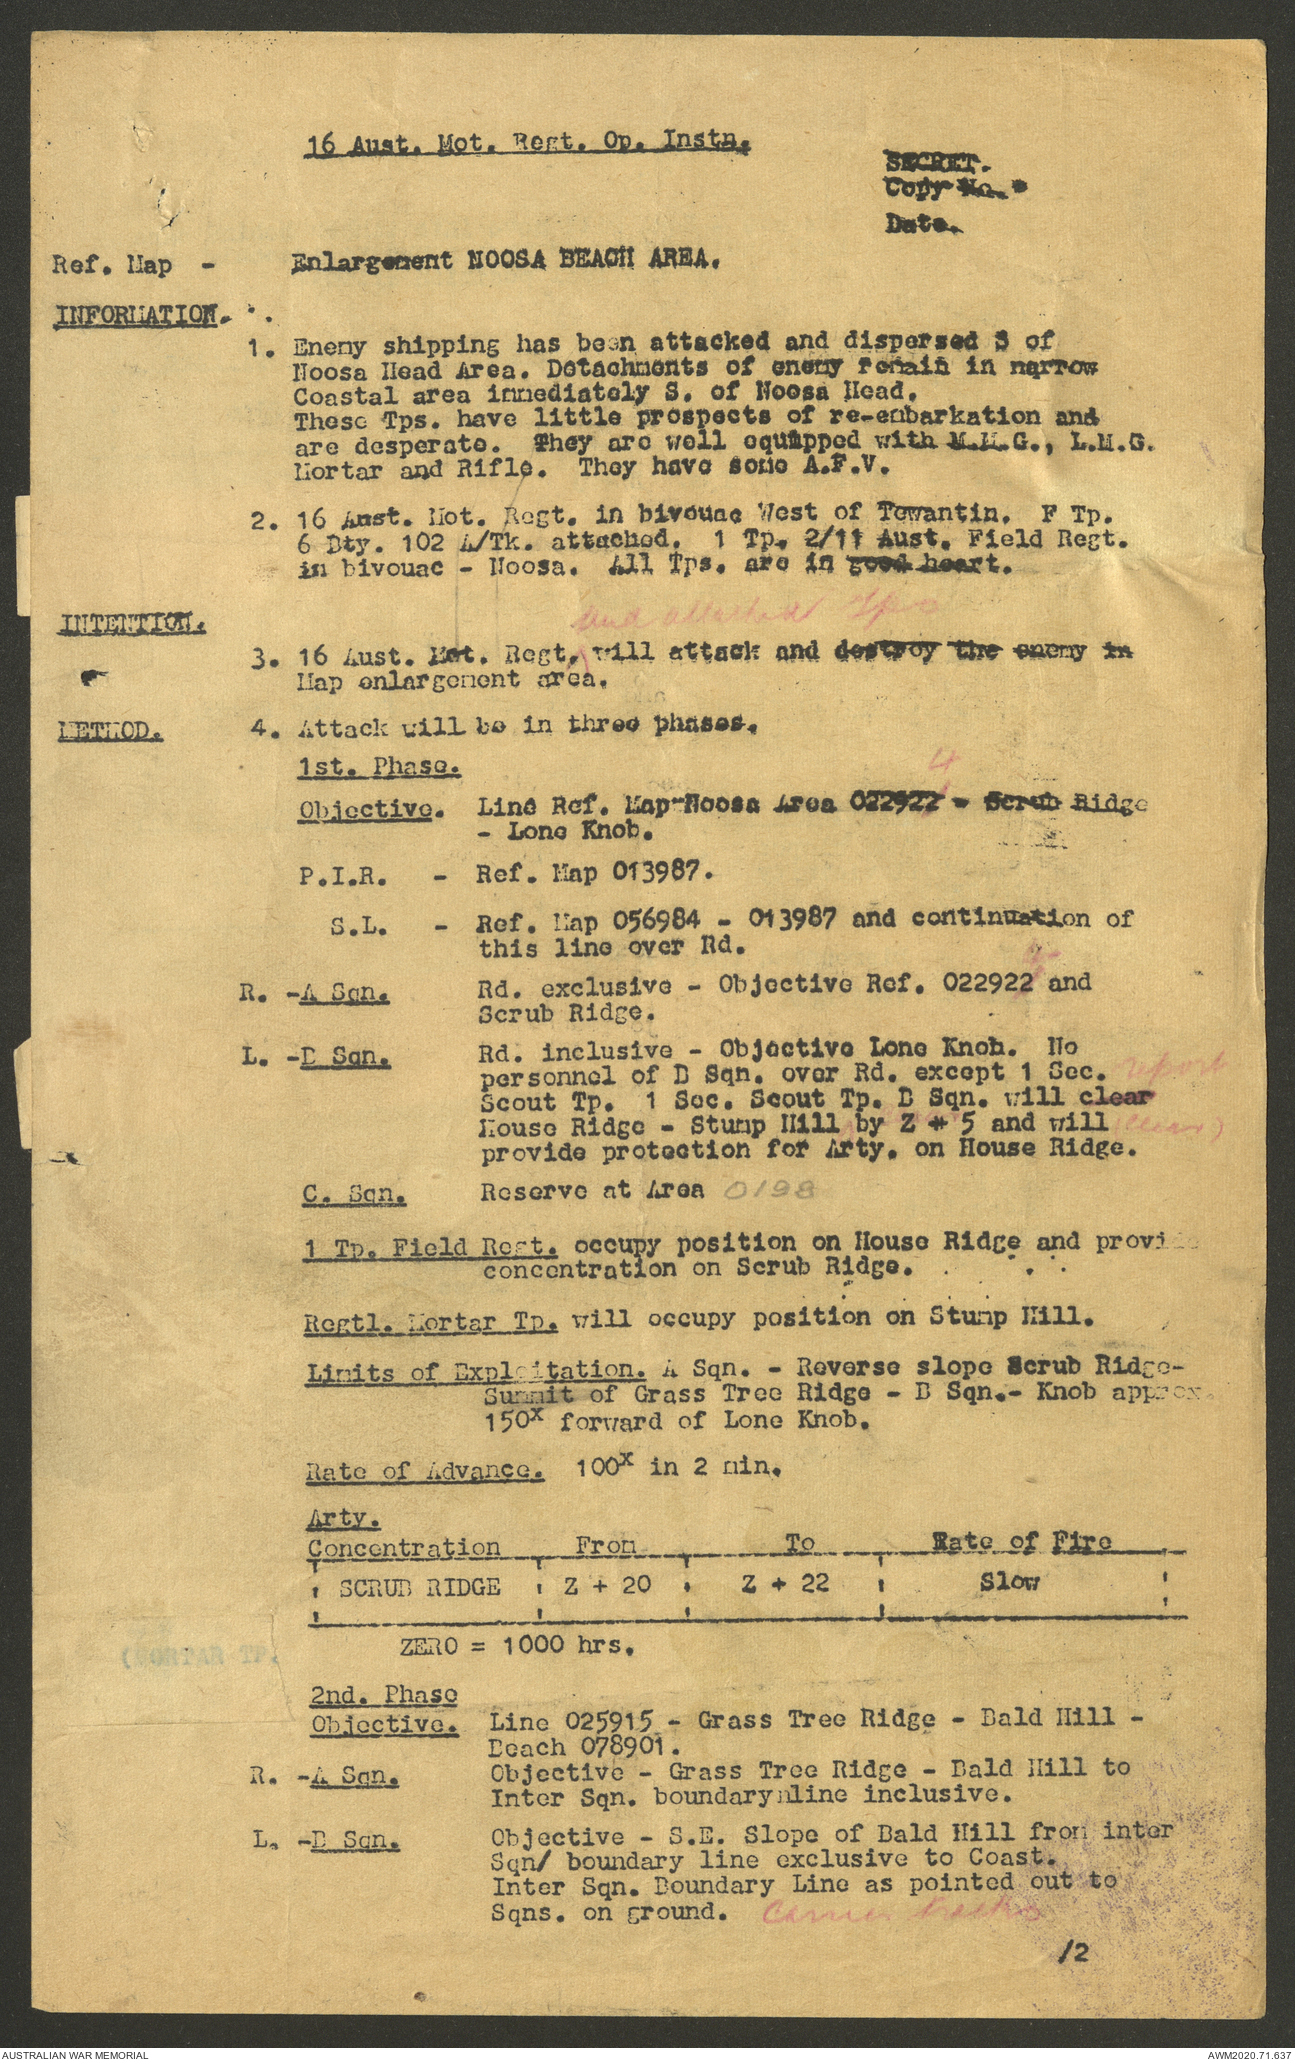 16 Aust. Mot. Regt. Op. Instn.
SECRET.
Copy No.
Date.
Ref. Map - Enlargement NOOSA BEACH AREA.
INFORMATION.
1. Enemy shipping has been attacked and dispersed S of
Noosa Head Area. Detachments of enemy remain in narrow
Coastal area immediately S. of Noosa Head.
These Tps. have little prospects of re-embarkation and
are desperate. They are well equipped with M.M.G., L.M.G.
Mortar and Rifle. They have some A.F.V.
2. 16 Aust. Mot. Regt. in bivouac West of Tewantin. F Tp.
6 Bty. 102 A/Tk. attached. 1 Tp. 2/11 Aust. Field Regt.
in bivouac - Noosa. All Tps. are in good heart.
and attached Tps
INTENTION.
3. 16 Aust. Mot. Regt. will attack and destroy the enemy in
Map enlargement area.
METHOD. 4. Attack will be in three phases.
1st. Phase.
4
Objective. Line Ref. Map-Noosa Area 022922 - Scrub Ridge
- Lone Knob.
P.I.R. - Ref. Map 013987.
S.L. - Ref. Map 056984 - 013987 and continuation of
this line over Rd.
R. -A Sqn. Rd. exclusive - Objective Ref. 022922 and
Scrub Ridge.
L. -B Sqn. Rd. inclusive - Objective Lone Knob. No
personnel of B Sqn. over Rd. except 1 Sec. report
Scout Tp. 1 Sec. Scout Tp. B Sqn. will clear
House Ridge - Stump Hill by Z + 5 and will (clear)
provide protection for Arty. on House Ridge.
C. Sqn. Reserve at Area 0198
1 Tp. Field Regt. occupy position on House Ridge and provide
concentration on Scrub Ridge.
Regtl. Mortar Tp. will occupy position on Stump Hill.
Limits of Exploitation. A Sqn. - Reverse slope Scrub Ridge-
Summit of Grass Tree Ridge - B Sqn.- Knob approx.
150x forward of Lone Knob.
Rate of Advance. 100x in 2 min.
Arty.
Concentration From To Rate of Fire
SCRUB RIDGE Z + 20 Z + 22 Slow
ZERO = 1000 hrs.
(MORTAR TP.
2nd. Phase
Objective. Line 025915 - Grass Tree Ridge - Bald Hill -
Beach 078901.
R. -A Sqn. Objective - Grass Tree Ridge - Bald Hill to
Inter Sqn. boundary line inclusive.
L. -B Sqn. Objective - S.E. Slope of Bald Hill from inter
Sqn/ boundary line exclusive to Coast.
Inter Sqn. Boundary Line as pointed out to
Sqns. on ground. Carrier tracks
/2
AUSTRALIAN WAR MEMORIAL AWM2020.71.637